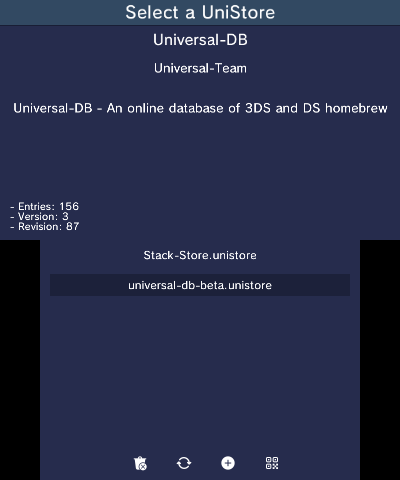 Select a UniStore
Universal-DB
Universal-Team
Universal-DB - An online database of 3DS and DS homebrew
- Entries: 156
- Version: 3
- Revision: 87
Stack-Store.unistore
universal-db-beta.unistore